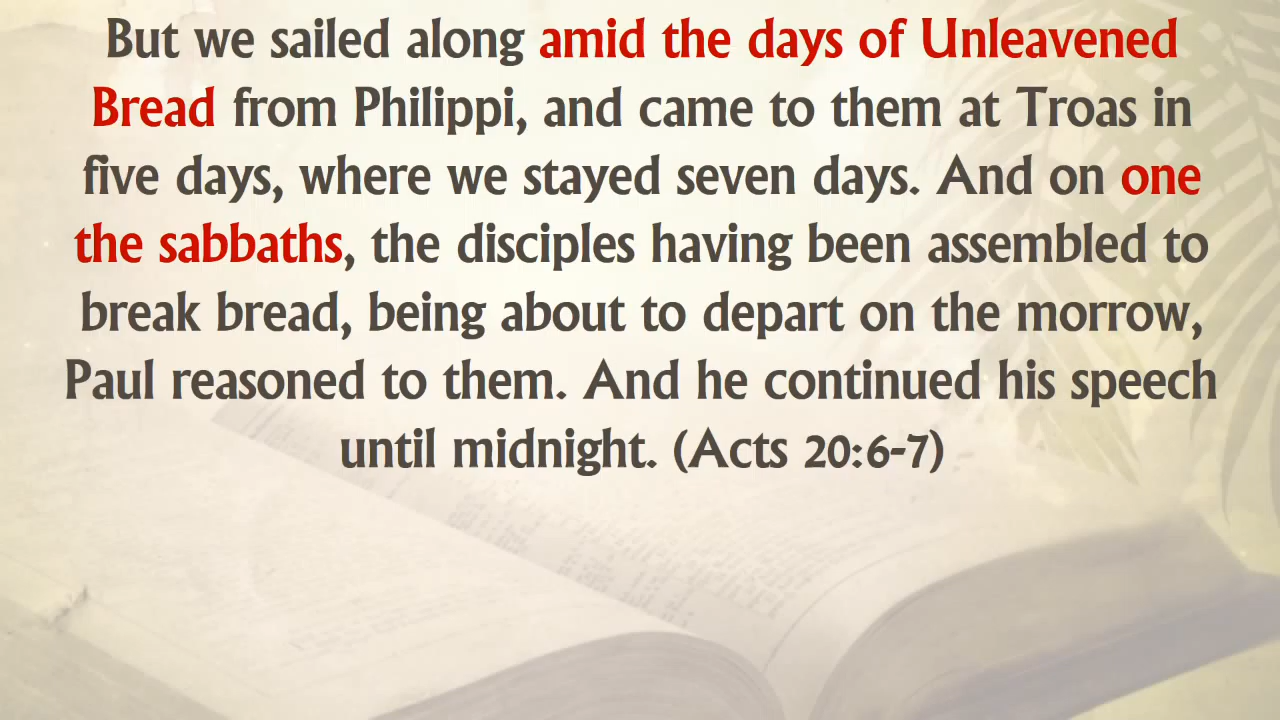 But we sailed along amid the days of Unleavened
Bread from Philippi, and came to them at Troas in
five days, where we stayed seven days. And on one
the sabbaths, the disciples having been assembled to
break bread, being about to depart on the morrow,
Paul reasoned to them. And he continued his speech
until midnight. (Acts 20:6-7)